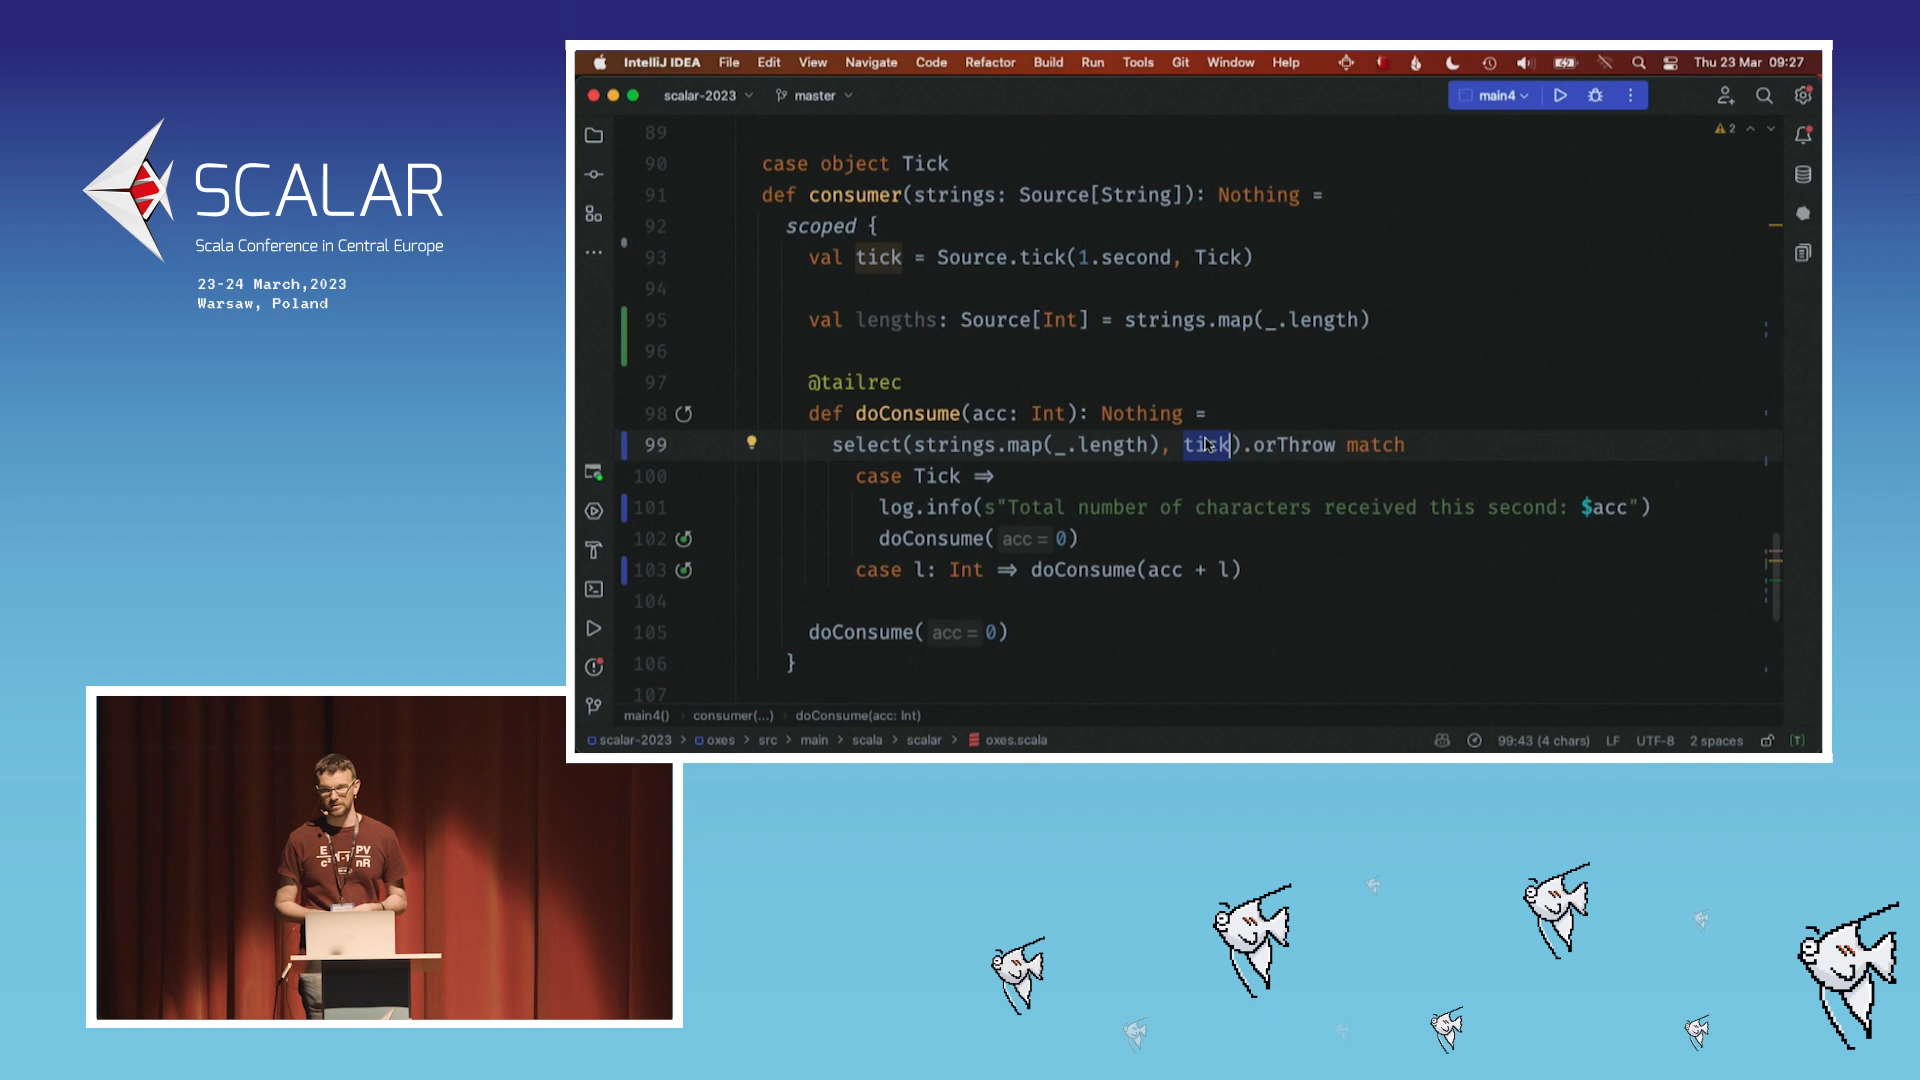 SCALAR
Scala Conference in Central Europe
23-24 March,2023
Warsaw, Poland
IntelliJ IDEA File Edit View Navigate Code Refactor Build Run Tools Git Window Help Thu 23 Mar 09:27
scalar-2023 master main4
89
90 case object Tick
91 def consumer(strings: Source[String]): Nothing =
92 scoped {
93 val tick = Source.tick(1.second, Tick)
94
95 val lengths: Source[Int] = strings.map(_.length)
96
97 @tailrec
98 def doConsume(acc: Int): Nothing =
99 select(strings.map(_.length), tick).orThrow match
100 case Tick ⇒
101 log.info(s"Total number of characters received this second: $acc")
102 doConsume( acc = 0)
103 case l: Int ⇒ doConsume(acc + l)
104
105 doConsume( acc = 0)
106 }
107
2
main4() › consumer(...) › doConsume(acc: Int)
scalar-2023 > oxes > src > main > scala > scalar > oxes.scala 99:43 (4 chars) LF UTF-8 2 spaces [T]